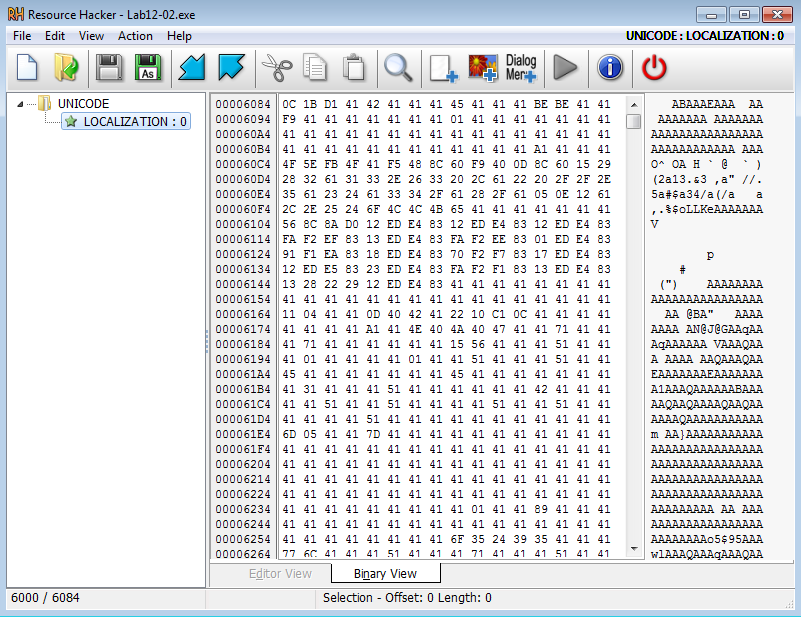 Resource Hacker - Lab12-02.exe
File Edit View Action Help UNICODE : LOCALIZATION : 0
As Dialog Men
UNICODE
LOCALIZATION : 0
00006084 0C 1B D1 41 42 41 41 41 45 41 41 41 BE BE 41 41 ABAAAEAAA AA
00006094 F9 41 41 41 41 41 41 41 01 41 41 41 41 41 41 41 AAAAAAA AAAAAAA
000060A4 41 41 41 41 41 41 41 41 41 41 41 41 41 41 41 41 AAAAAAAAAAAAAAAA
000060B4 41 41 41 41 41 41 41 41 41 41 41 41 A1 41 41 41 AAAAAAAAAAAA AAA
000060C4 4F 5E FB 4F 41 F5 48 8C 60 F9 40 0D 8C 60 15 29 O^ OA H ` @ ` )
000060D4 28 32 61 31 33 2E 26 33 20 2C 61 22 20 2F 2F 2E (2a13.&3 ,a" //.
000060E4 35 61 23 24 61 33 34 2F 61 28 2F 61 05 0E 12 61 5a#$a34/a(/a a
000060F4 2C 2E 25 24 6F 4C 4C 4B 65 41 41 41 41 41 41 41 ,.%$oLLKeAAAAAAA
00006104 56 8C 8A D0 12 ED E4 83 12 ED E4 83 12 ED E4 83 V
00006114 FA F2 EF 83 13 ED E4 83 FA F2 EE 83 01 ED E4 83
00006124 91 F1 EA 83 18 ED E4 83 70 F2 F7 83 17 ED E4 83 p
00006134 12 ED E5 83 23 ED E4 83 FA F2 F1 83 13 ED E4 83 #
00006144 13 28 22 29 12 ED E4 83 41 41 41 41 41 41 41 41 (") AAAAAAAA
00006154 41 41 41 41 41 41 41 41 41 41 41 41 41 41 41 41 AAAAAAAAAAAAAAAA
00006164 11 04 41 41 0D 40 42 41 22 10 C1 0C 41 41 41 41 AA @BA" AAAA
00006174 41 41 41 41 A1 41 4E 40 4A 40 47 41 41 71 41 41 AAAA AN@J@GAAqAA
00006184 41 71 41 41 41 41 41 41 15 56 41 41 41 51 41 41 AqAAAAAA VAAAQAA
00006194 41 01 41 41 41 41 01 41 41 51 41 41 41 51 41 41 A AAAA AAQAAAQAA
000061A4 45 41 41 41 41 41 41 41 45 41 41 41 41 41 41 41 EAAAAAAAEAAAAAAA
000061B4 41 31 41 41 41 51 41 41 41 41 41 41 42 41 41 41 A1AAAQAAAAAABAAA
000061C4 41 41 51 41 41 51 41 41 41 41 51 41 41 51 41 41 AAQAAQAAAAQAAQAA
000061D4 41 41 41 41 51 41 41 41 41 41 41 41 41 41 41 41 AAAAQAAAAAAAAAAA
000061E4 6D 05 41 41 7D 41 41 41 41 41 41 41 41 41 41 41 m AA}AAAAAAAAAAA
000061F4 41 41 41 41 41 41 41 41 41 41 41 41 41 41 41 41 AAAAAAAAAAAAAAAA
00006204 41 41 41 41 41 41 41 41 41 41 41 41 41 41 41 41 AAAAAAAAAAAAAAAA
00006214 41 41 41 41 41 41 41 41 41 41 41 41 41 41 41 41 AAAAAAAAAAAAAAAA
00006224 41 41 41 41 41 41 41 41 41 41 41 41 41 41 41 41 AAAAAAAAAAAAAAAA
00006234 41 41 41 41 41 41 41 41 41 01 41 41 89 41 41 41 AAAAAAAAA AA AAA
00006244 41 41 41 41 41 41 41 41 41 41 41 41 41 41 41 41 AAAAAAAAAAAAAAAA
00006254 41 41 41 41 41 41 41 41 6F 35 24 39 35 41 41 41 AAAAAAAAo5$95AAA
00006264 77 6C 41 41 41 51 41 41 41 71 41 41 41 51 41 41 wlAAAQAAAqAAAQAA
Editor View Binary View
6000 / 6084 Selection - Offset: 0 Length: 0